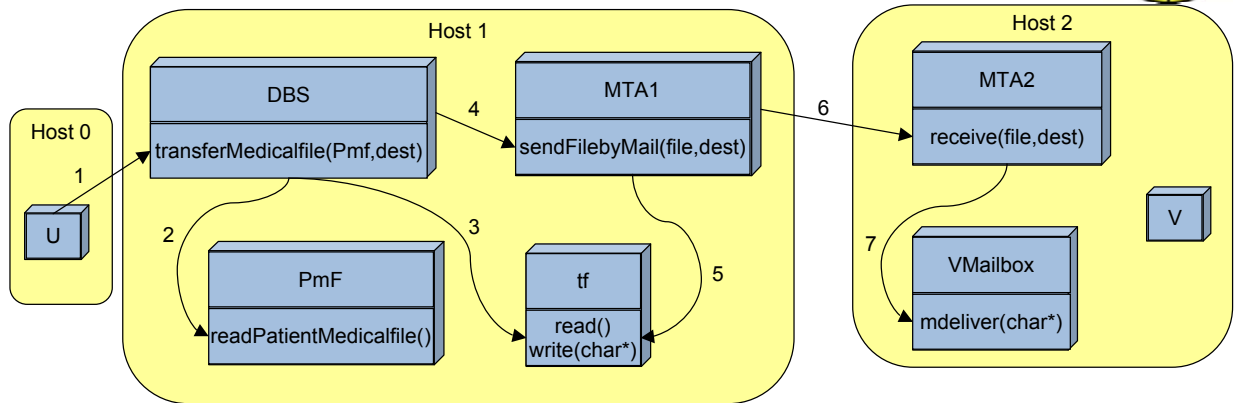 Host 1
Host 2
DBS
MTA1
MTA2
4
6
Host 0
transferMedicalfile(Pmf,dest)
sendFilebyMail(file,dest)
receive(file,dest)
1
U
2
3
5
7
V
PmF
tf
VMailbox
readPatientMedicalfile()
read()
write(char*)
mdeliver(char*)